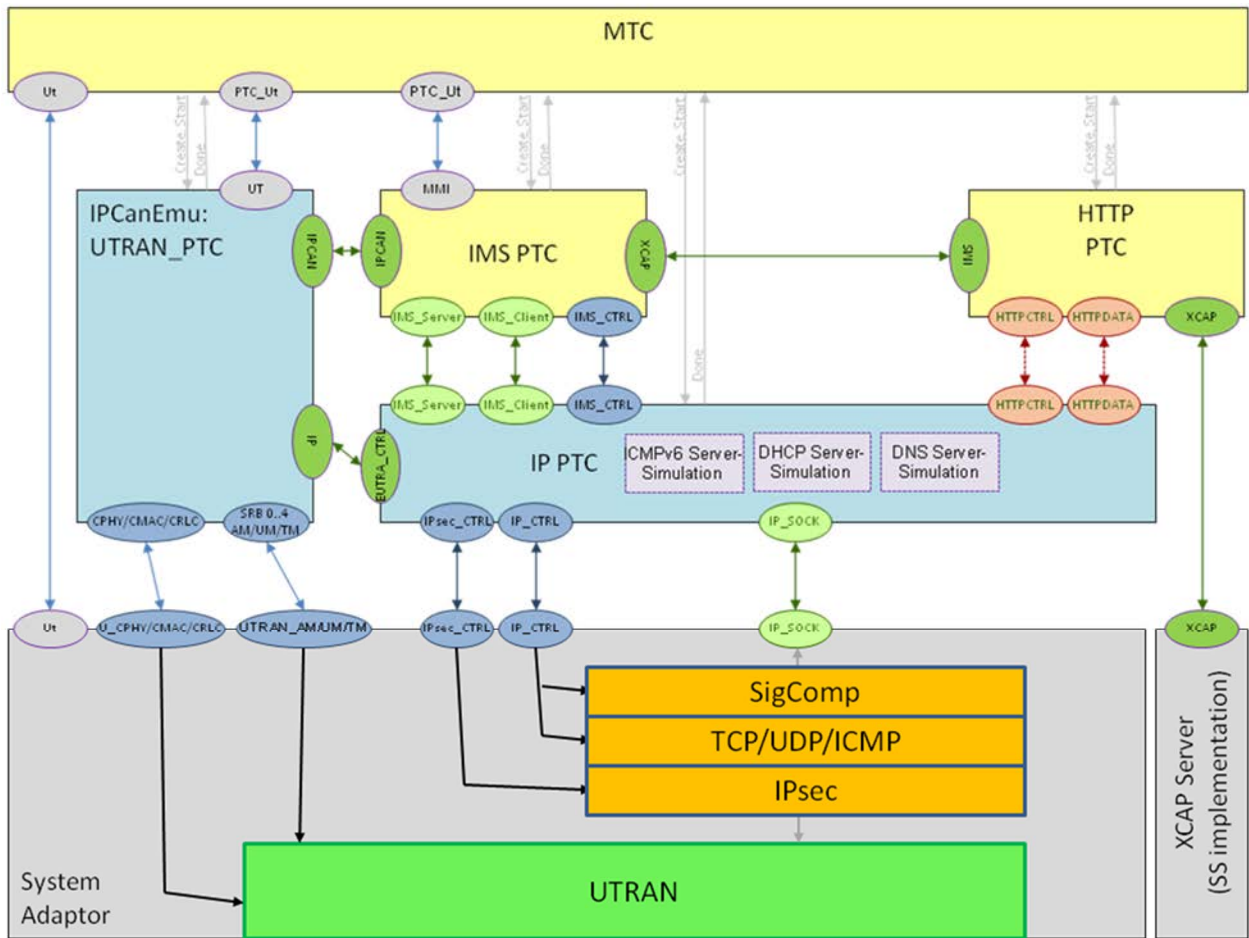 MTC
Ut
PTC_Ut
PTC_Ut
Create, Start
Done
Create, Start
Done
Create, Start
Done
Create, Start
Done
UT
MMI
IPCanEmu:
UTRAN_PTC
IPCAN
IPCAN
IMS PTC
XCAP
SMI
HTTP
PTC
IMS_Server
IMS_Client
IMS_CTRL
HTTPCTRL
HTTPDATA
XCAP
IMS_Server
IMS_Client
IMS_CTRL
HTTPCTRL
HTTPDATA
IP
EUTRA_CTRL
IP PTC
ICMPv6 Server-
Simulation
DHCP Server-
Simulation
DNS Server-
Simulation
CPHY/CMAC/CRLC
SRB 0..4
AM/UM/TM
IPsec_CTRL
IP_CTRL
IP_SOCK
Ut
U_CPHY/CMAC/CRLC
UTRAN_AM/UM/TM
IPsec_CTRL
IP_CTRL
IP_SOCK
XCAP
SigComp
TCP/UDP/ICMP
IPsec
UTRAN
System
Adaptor
XCAP Server
(SS implementation)